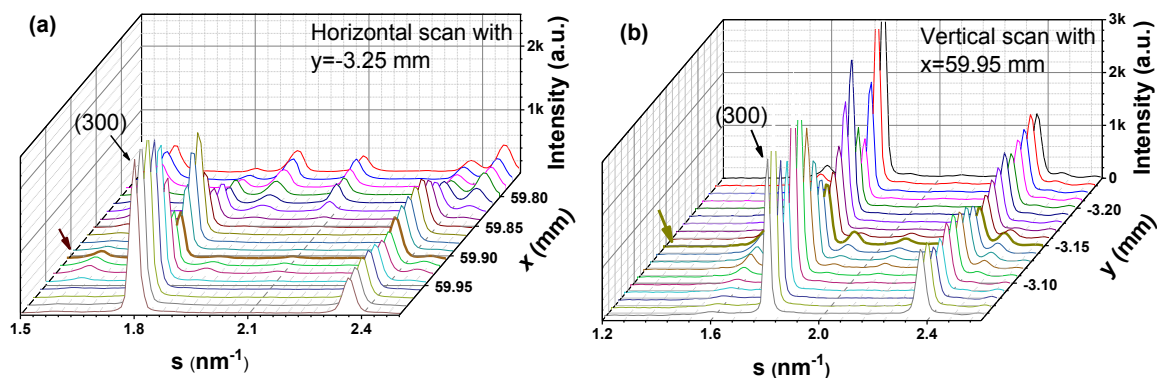 (a)
Horizontal scan with
y=-3.25 mm
(300)
2k
1k
Intensity (a.u.)
59.80
59.85
59.90
59.95
x (mm)
1.5
1.8
2.1
2.4
s (nm-1)
(b)
Vertical scan with
x=59.95 mm
(300)
3k
2k
1k
0
Intensity (a.u.)
-3.20
-3.15
-3.10
y (mm)
1.2
1.6
2.0
2.4
s (nm-1)